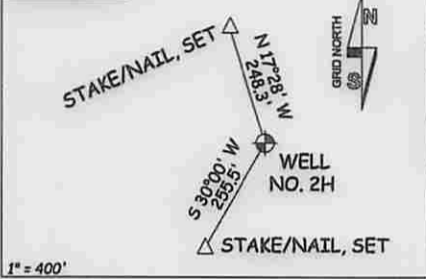 STAKE/NAIL, SET
N 17°28' W
248.3'
N
GRID NORTH
S
S 30°00' W
255.5'
WELL
NO. 2H
STAKE/NAIL, SET
1" = 400'